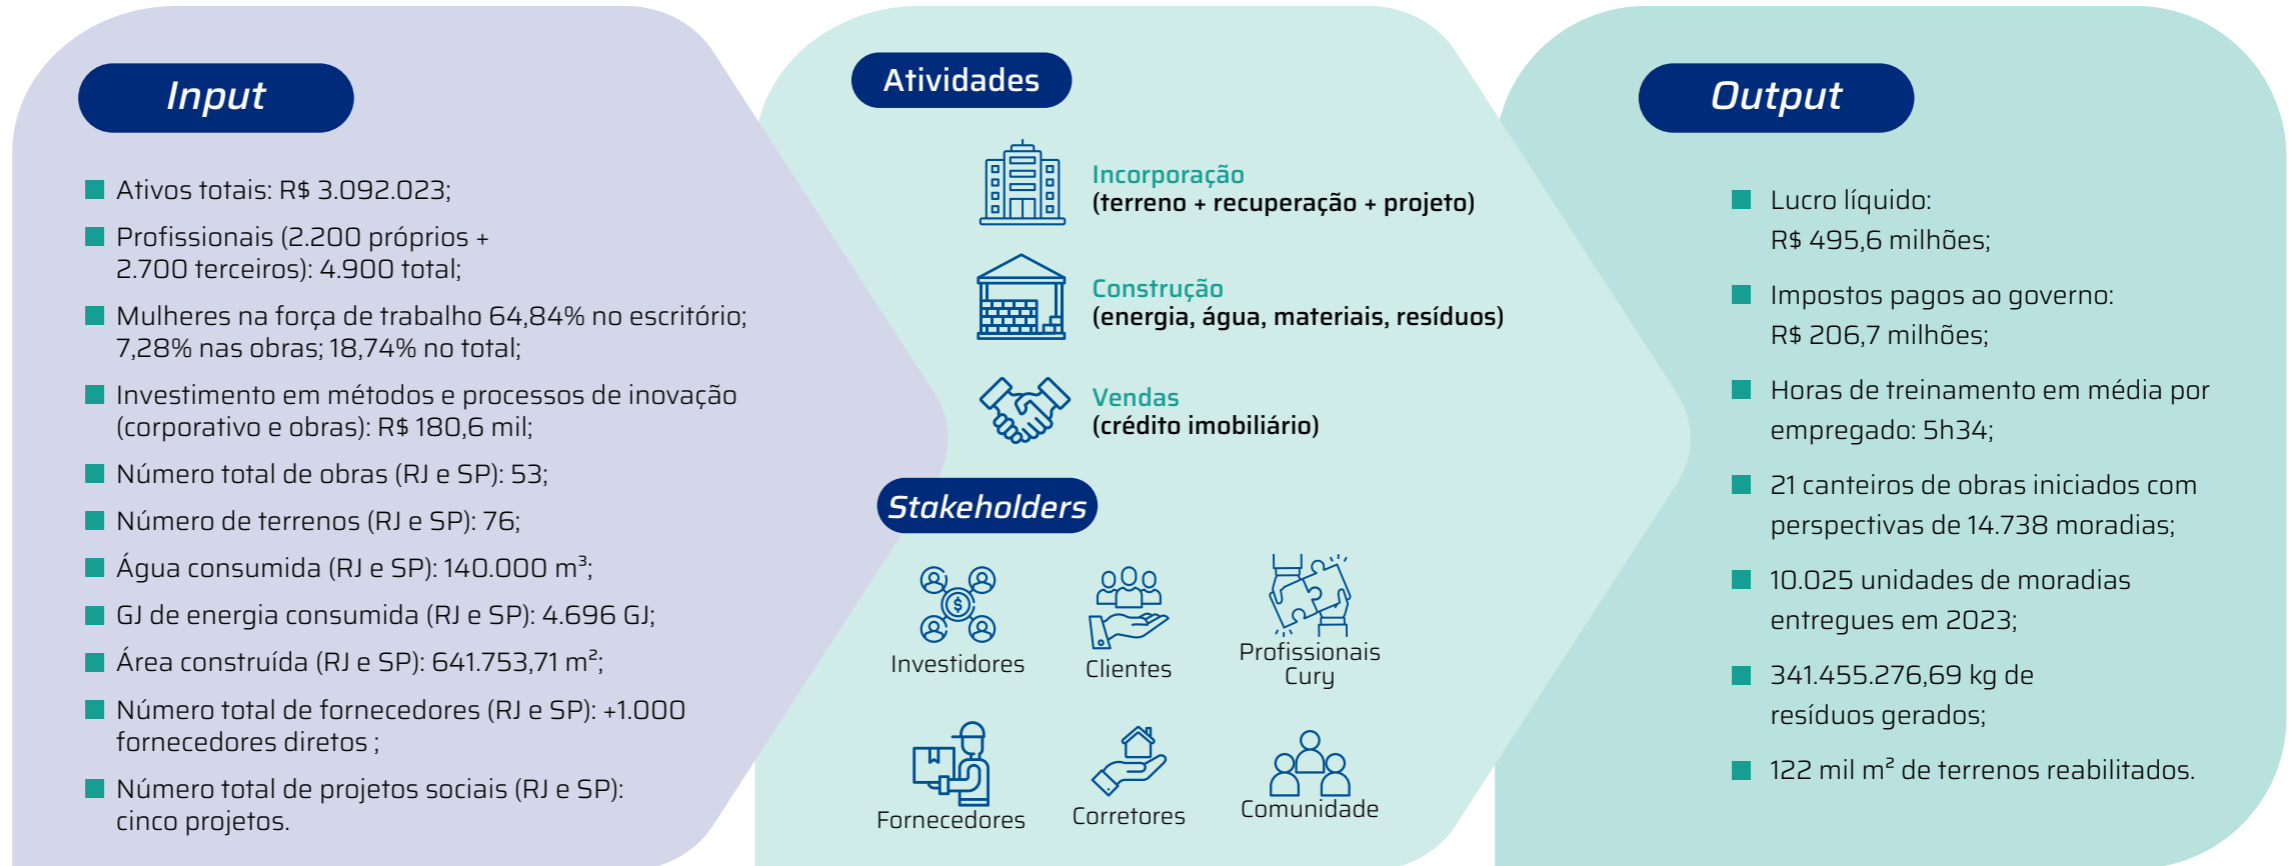 Input
Ativos totais: R$ 3.092.023;
Profissionais (2.200 próprios +
2.700 terceiros): 4.900 total;
Mulheres na força de trabalho 64,84% no escritório;
7,28% nas obras; 18,74% no total;
Investimento em métodos e processos de inovação
(corporativo e obras): R$ 180,6 mil;
Número total de obras (RJ e SP): 53;
Número de terrenos (RJ e SP): 76;
Água consumida (RJ e SP): 140.000 m³;
GJ de energia consumida (RJ e SP): 4.696 GJ;
Área construída (RJ e SP): 641.753,71 m²;
Número total de fornecedores (RJ e SP): +1.000
fornecedores diretos ;
Número total de projetos sociais (RJ e SP):
cinco projetos.
Atividades
Incorporação
(terreno + recuperação + projeto)
Construção
(energia, água, materiais, resíduos)
Vendas
(crédito imobiliário)
Stakeholders
$
Investidores
Clientes
Profissionais
Cury
Fornecedores
Corretores
Comunidade
Output
Lucro líquido:
R$ 495,6 milhões;
Impostos pagos ao governo:
R$ 206,7 milhões;
Horas de treinamento em média por
empregado: 5h34;
21 canteiros de obras iniciados com
perspectivas de 14.738 moradias;
10.025 unidades de moradias
entregues em 2023;
341.455.276,69 kg de
resíduos gerados;
122 mil m² de terrenos reabilitados.